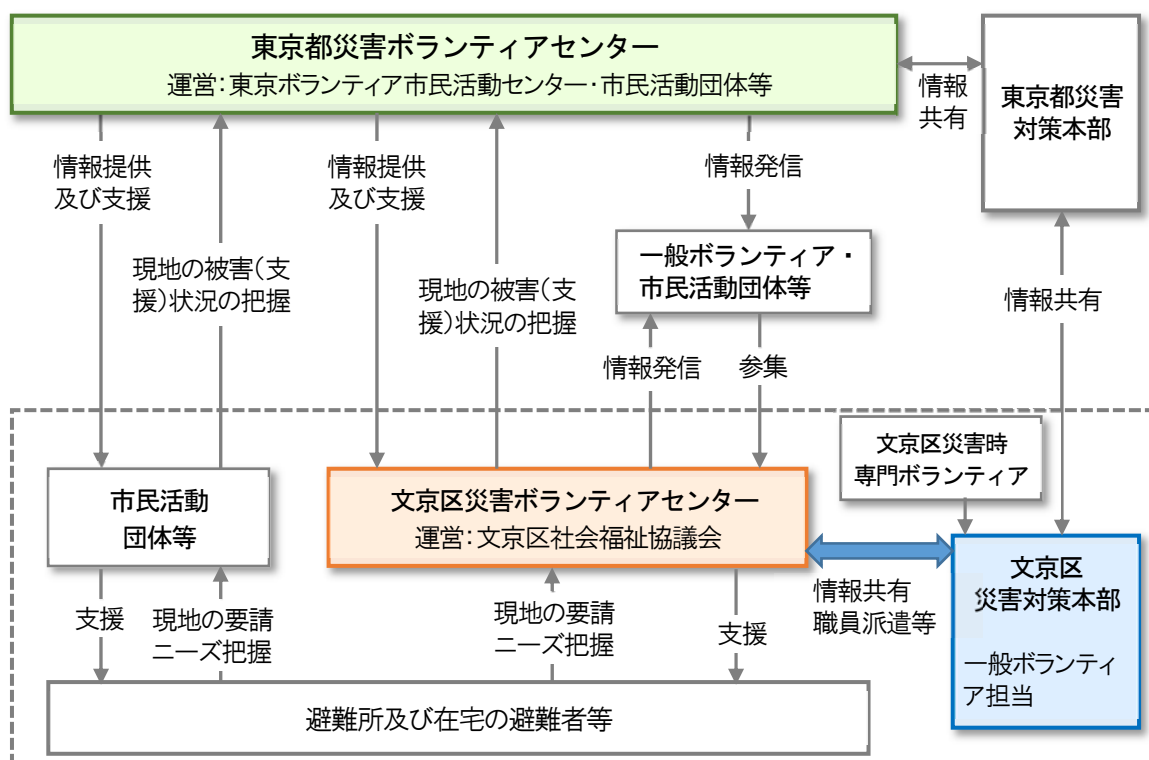 東京都災害ボランティアセンター
運営：東京ボランティア市民活動センター・市民活動団体等
情報
共有
東京都災害
対策本部
情報提供
及び支援
情報提供
及び支援
情報発信
現地の被害（支
援）状況の把握
現地の被害（支
援）状況の把握
一般ボランティア・
市民活動団体等
情報共有
情報発信
参集
文京区災害時
専門ボランティア
市民活動
団体等
文京区災害ボランティアセンター
運営：文京区社会福祉協議会
情報共有
職員派遣等
文京区
災害対策本部
一般ボランティ
ア担当
支援
現地の要請
ニーズ把握
現地の要請
ニーズ把握
支援
避難所及び在宅の避難者等